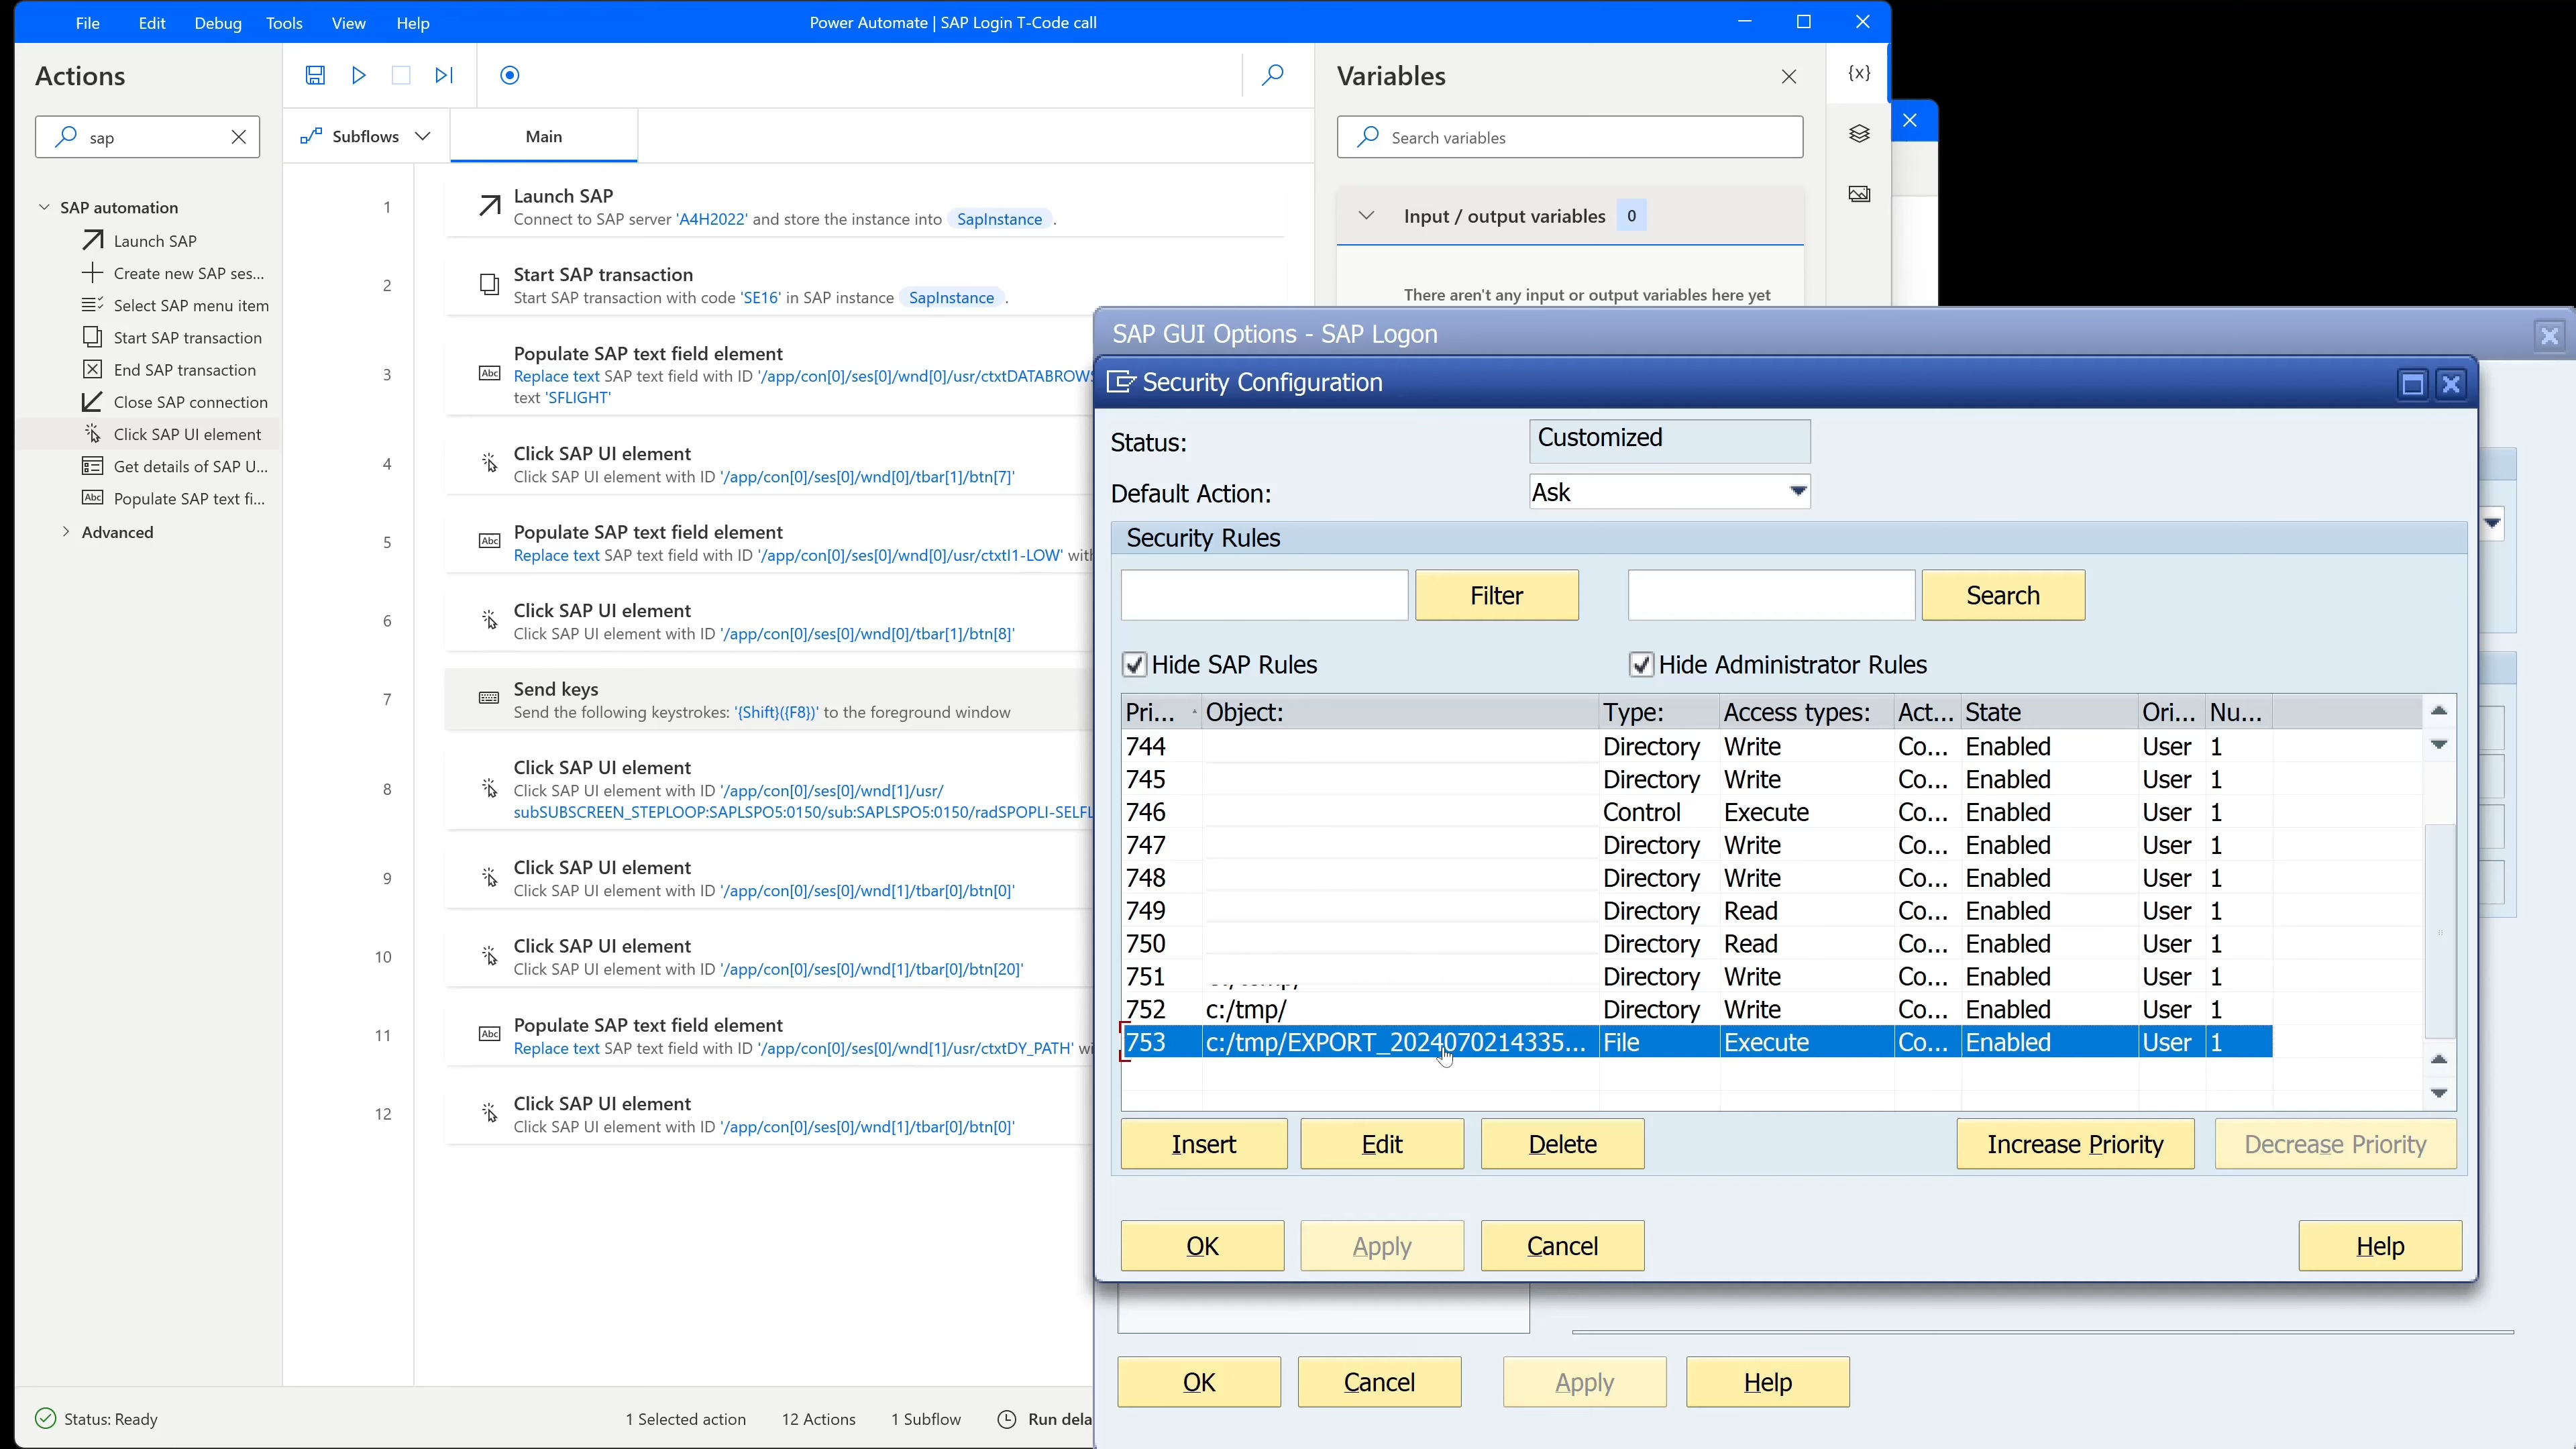 File Edit Debug Tools View Help
Power Automate | SAP Login T-Code call
Actions
sap
SAP automation
Launch SAP
Create new SAP ses...
Select SAP menu item
Start SAP transaction
End SAP transaction
Close SAP connection
Click SAP UI element
Get details of SAP U...
Populate SAP text fi...
Advanced
Subflows
Main
1
Launch SAP
Connect to SAP server 'A4H2022' and store the instance into SapInstance .
2
Start SAP transaction
Start SAP transaction with code 'SE16' in SAP instance SapInstance .
3
Populate SAP text field element
Replace text SAP text field with ID '/app/con[0]/ses[0]/wnd[0]/usr/ctxtDATABROWS
text 'SFLIGHT'
4
Click SAP UI element
Click SAP UI element with ID '/app/con[0]/ses[0]/wnd[0]/tbar[1]/btn[7]'
5
Populate SAP text field element
Replace text SAP text field with ID '/app/con[0]/ses[0]/wnd[0]/usr/ctxtI1-LOW' with
6
Click SAP UI element
Click SAP UI element with ID '/app/con[0]/ses[0]/wnd[0]/tbar[1]/btn[8]'
7
Send keys
Send the following keystrokes: '{Shift}({F8})' to the foreground window
8
Click SAP UI element
Click SAP UI element with ID '/app/con[0]/ses[0]/wnd[1]/usr/
subSUBSCREEN_STEPLOOP:SAPLSPO5:0150/sub:SAPLSPO5:0150/radSPOPLI-SELFL
9
Click SAP UI element
Click SAP UI element with ID '/app/con[0]/ses[0]/wnd[1]/tbar[0]/btn[0]'
10
Click SAP UI element
Click SAP UI element with ID '/app/con[0]/ses[0]/wnd[1]/tbar[0]/btn[20]'
11
Populate SAP text field element
Replace text SAP text field with ID '/app/con[0]/ses[0]/wnd[1]/usr/ctxtDY_PATH' wi
12
Click SAP UI element
Click SAP UI element with ID '/app/con[0]/ses[0]/wnd[1]/tbar[0]/btn[0]'
Status: Ready
1 Selected action 12 Actions 1 Subflow Run dela
Variables
{x}
Search variables
Input / output variables 0
There aren't any input or output variables here yet
SAP GUI Options - SAP Logon
Security Configuration
Status: Customized
Default Action: Ask
Security Rules
Filter Search
Hide SAP Rules Hide Administrator Rules
Pri... Object: Type: Access types: Act... State Ori... Nu...
744 Directory Write Co... Enabled User 1
745 Directory Write Co... Enabled User 1
746 Control Execute Co... Enabled User 1
747 Directory Write Co... Enabled User 1
748 Directory Write Co... Enabled User 1
749 Directory Read Co... Enabled User 1
750 Directory Read Co... Enabled User 1
751 Directory Write Co... Enabled User 1
752 c:/tmp/ Directory Write Co... Enabled User 1
753 c:/tmp/EXPORT_2024070214335... File Execute Co... Enabled User 1
Insert Edit Delete Increase Priority Decrease Priority
OK Apply Cancel Help
OK Cancel Apply Help